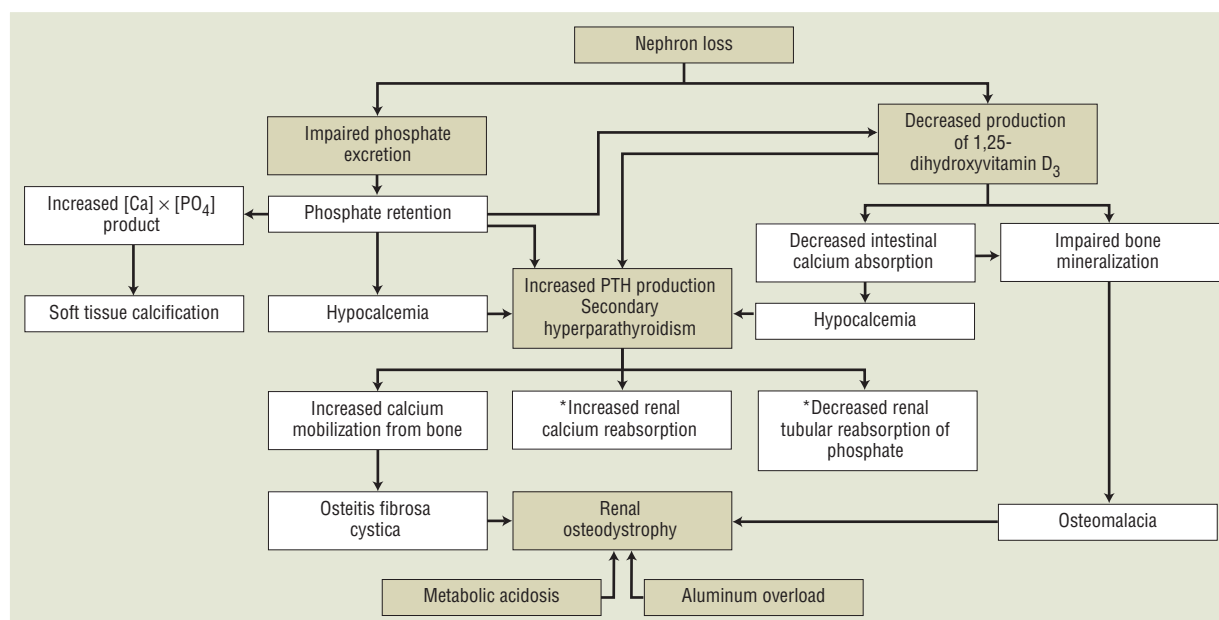 Nephron loss
Impaired phosphate
excretion
Decreased production
of 1,25-
dihydroxyvitamin D₃
Increased [Ca] × [PO₄]
product
Phosphate retention
Decreased intestinal
calcium absorption
Impaired bone
mineralization
Soft tissue calcification
Hypocalcemia
Increased PTH production
Secondary
hyperparathyroidism
Hypocalcemia
Increased calcium
mobilization from bone
*Increased renal
calcium reabsorption
*Decreased renal
tubular reabsorption of
phosphate
Osteitis fibrosa
cystica
Renal
osteodystrophy
Osteomalacia
Metabolic acidosis
Aluminum overload